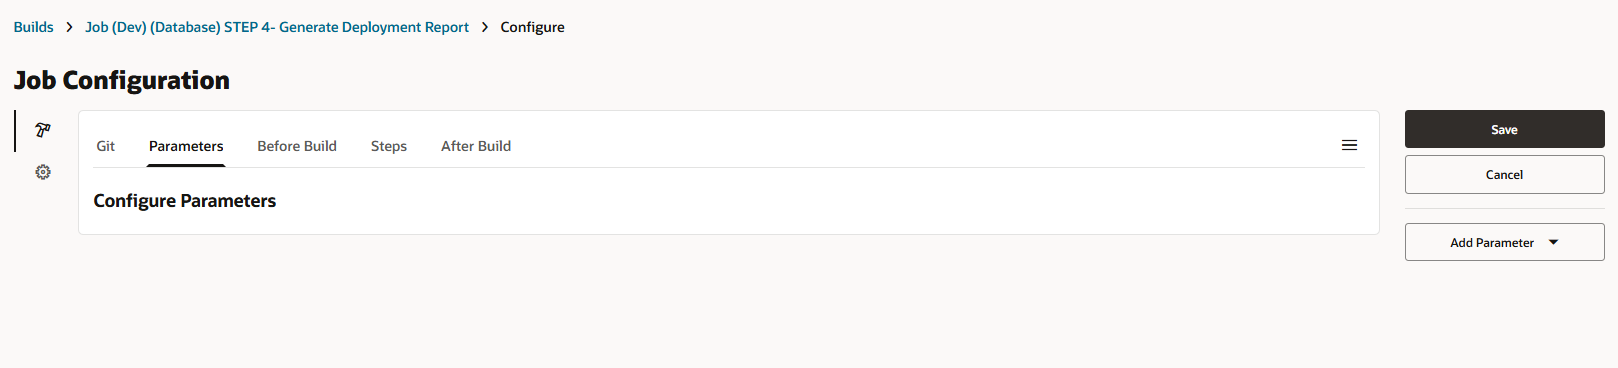 Builds > Job (Dev) (Database) STEP 4- Generate Deployment Report > Configure
Job Configuration
Git Parameters Before Build Steps After Build
Configure Parameters
Save
Cancel
Add Parameter